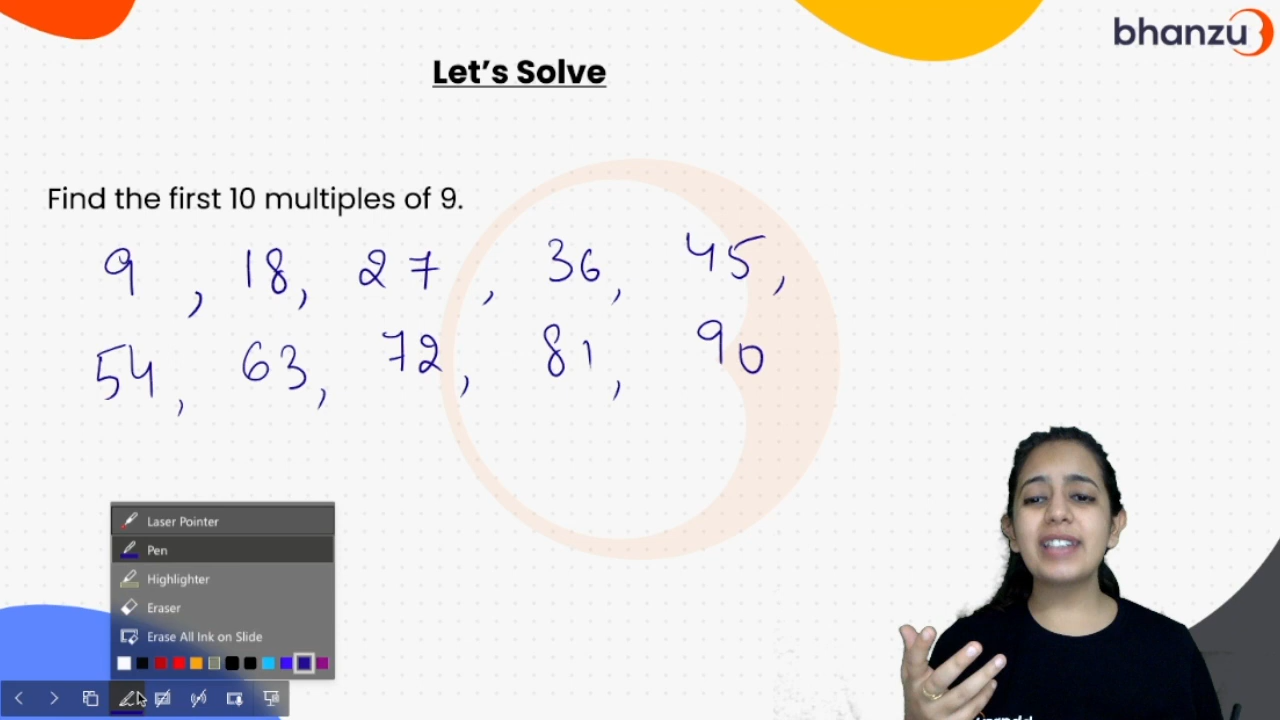 bhanzu
Let's Solve
Find the first 10 multiples of 9.
9, 18, 27, 36, 45,
54, 63, 72, 81, 90
Laser Pointer
Pen
Highlighter
Eraser
Erase All Ink on Slide